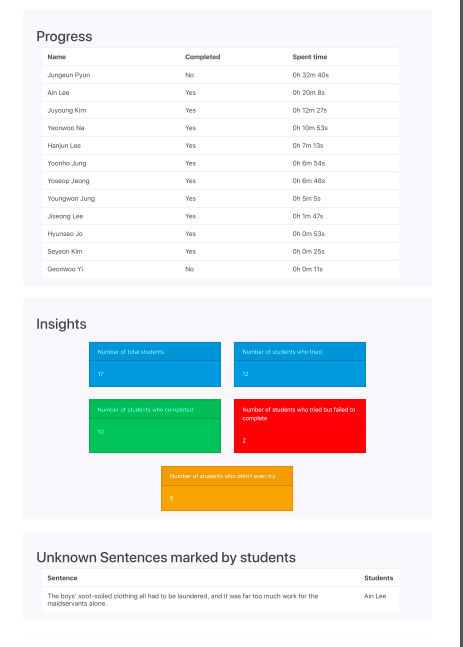 Progress
Name Completed Spent time
Jungeun Pyun No 0h 32m 40s
Ain Lee Yes 0h 20m 8s
Juyoung Kim Yes 0h 12m 27s
Yeonwoo Na Yes 0h 10m 53s
Hanjun Lee Yes 0h 7m 13s
Yoonho Jung Yes 0h 6m 54s
Yoseop Jeong Yes 0h 6m 48s
Youngwon Jung Yes 0h 5m 5s
Jiseong Lee Yes 0h 1m 47s
Hyunseo Jo Yes 0h 0m 53s
Seyeon Kim Yes 0h 0m 25s
Geonwoo Yi No 0h 0m 11s
Insights
Number of total students
17
Number of students who tried
12
Number of students who completed
10
Number of students who tried but failed to
complete
2
Number of students who didn't even try
5
Unknown Sentences marked by students
Sentence Students
The boys' soot-soiled clothing all had to be laundered, and it was far too much work for the Ain Lee
maidservants alone.